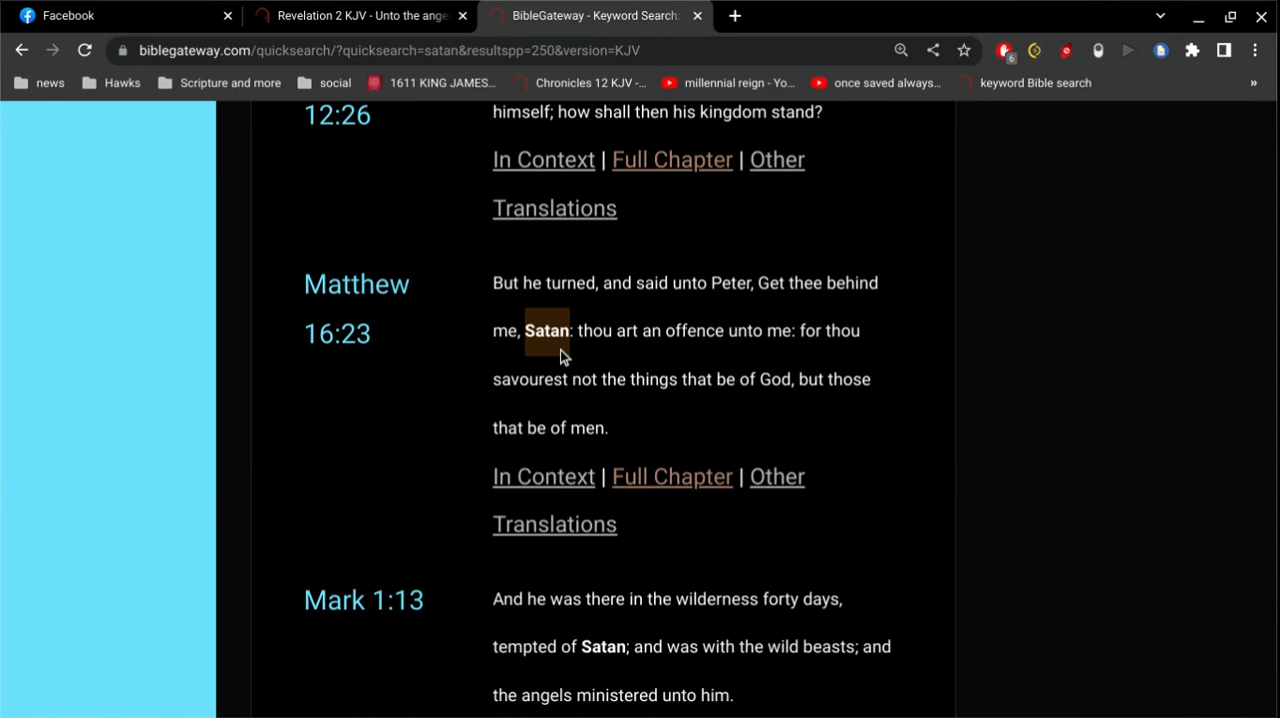 Facebook
Revelation 2 KJV - Unto the ange
BibleGateway - Keyword Search:
biblegateway.com/quicksearch/?quicksearch=satan&resultspp=250&version=KJV
6
news
Hawks
Scripture and more
social
1611 KING JAMES...
Chronicles 12 KJV -...
millennial reign - Yo...
once saved always...
keyword Bible search
»
12:26
himself; how shall then his kingdom stand?
In Context | Full Chapter | Other
Translations
Matthew
16:23
But he turned, and said unto Peter, Get thee behind
me, Satan: thou art an offence unto me: for thou
savourest not the things that be of God, but those
that be of men.
In Context | Full Chapter | Other
Translations
Mark 1:13
And he was there in the wilderness forty days,
tempted of Satan; and was with the wild beasts; and
the angels ministered unto him.